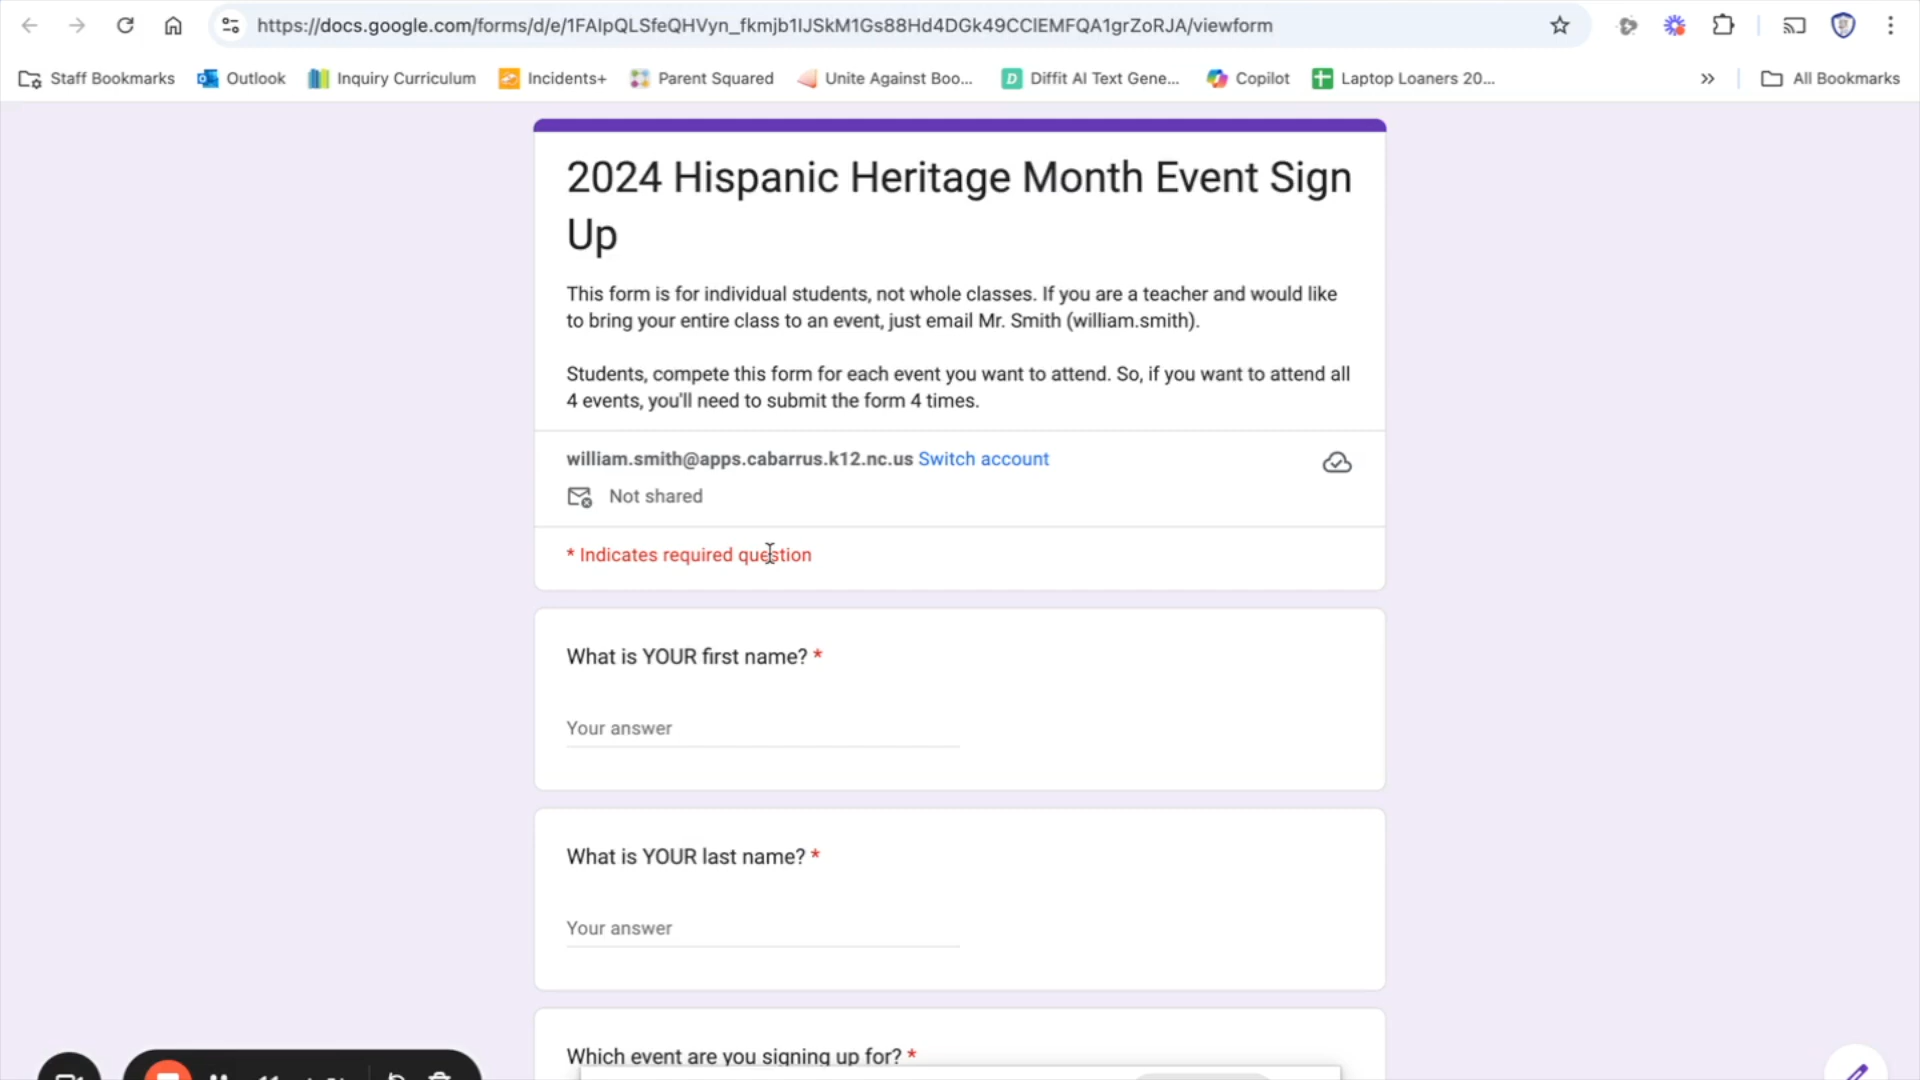 https://docs.google.com/forms/d/e/1FAIpQLSfeQHVyn_fkmjb1IJSkM1Gs88Hd4DGk49CClEMFQA1grZoRJA/viewform
Staff Bookmarks Outlook Inquiry Curriculum Incidents+ Parent Squared Unite Against Boo... Diffit AI Text Gene... Copilot Laptop Loaners 20... » All Bookmarks
2024 Hispanic Heritage Month Event Sign
Up
This form is for individual students, not whole classes. If you are a teacher and would like
to bring your entire class to an event, just email Mr. Smith (william.smith).
Students, compete this form for each event you want to attend. So, if you want to attend all
4 events, you'll need to submit the form 4 times.
william.smith@apps.cabarrus.k12.nc.us Switch account
Not shared
* Indicates required question
What is YOUR first name? *
Your answer
What is YOUR last name? *
Your answer
Which event are you signing up for? *